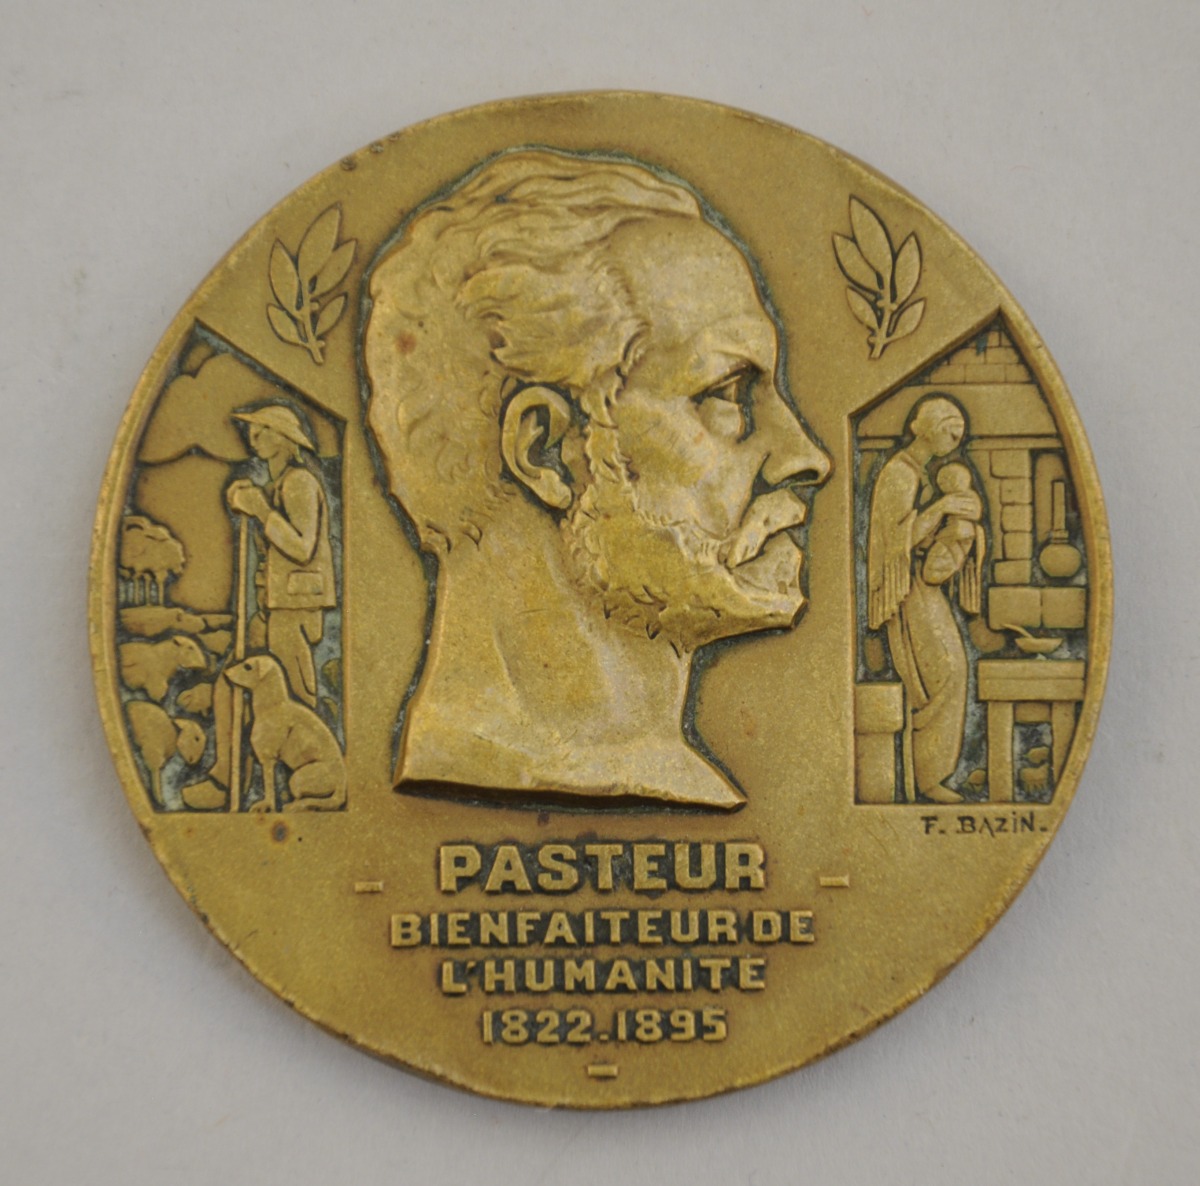 F. BAZiN.
PASTEUR
BIENFAITEUR DE
L'HUMANITE
1822.1895